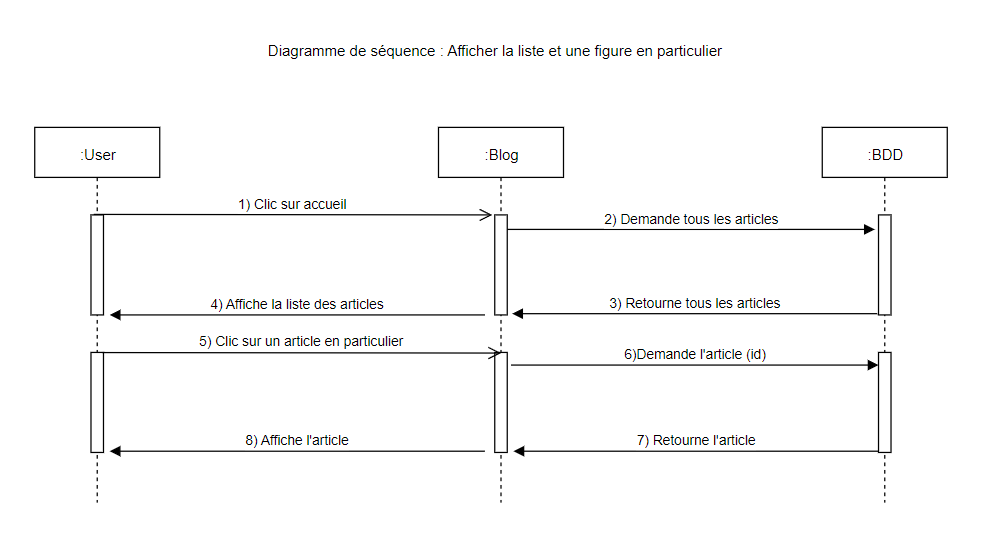 Diagramme de séquence : Afficher la liste et une figure en particulier
:User
:Blog
:BDD
1) Clic sur accueil
2) Demande tous les articles
3) Retourne tous les articles
4) Affiche la liste des articles
5) Clic sur un article en particulier
6)Demande l'article (id)
7) Retourne l'article
8) Affiche l'article